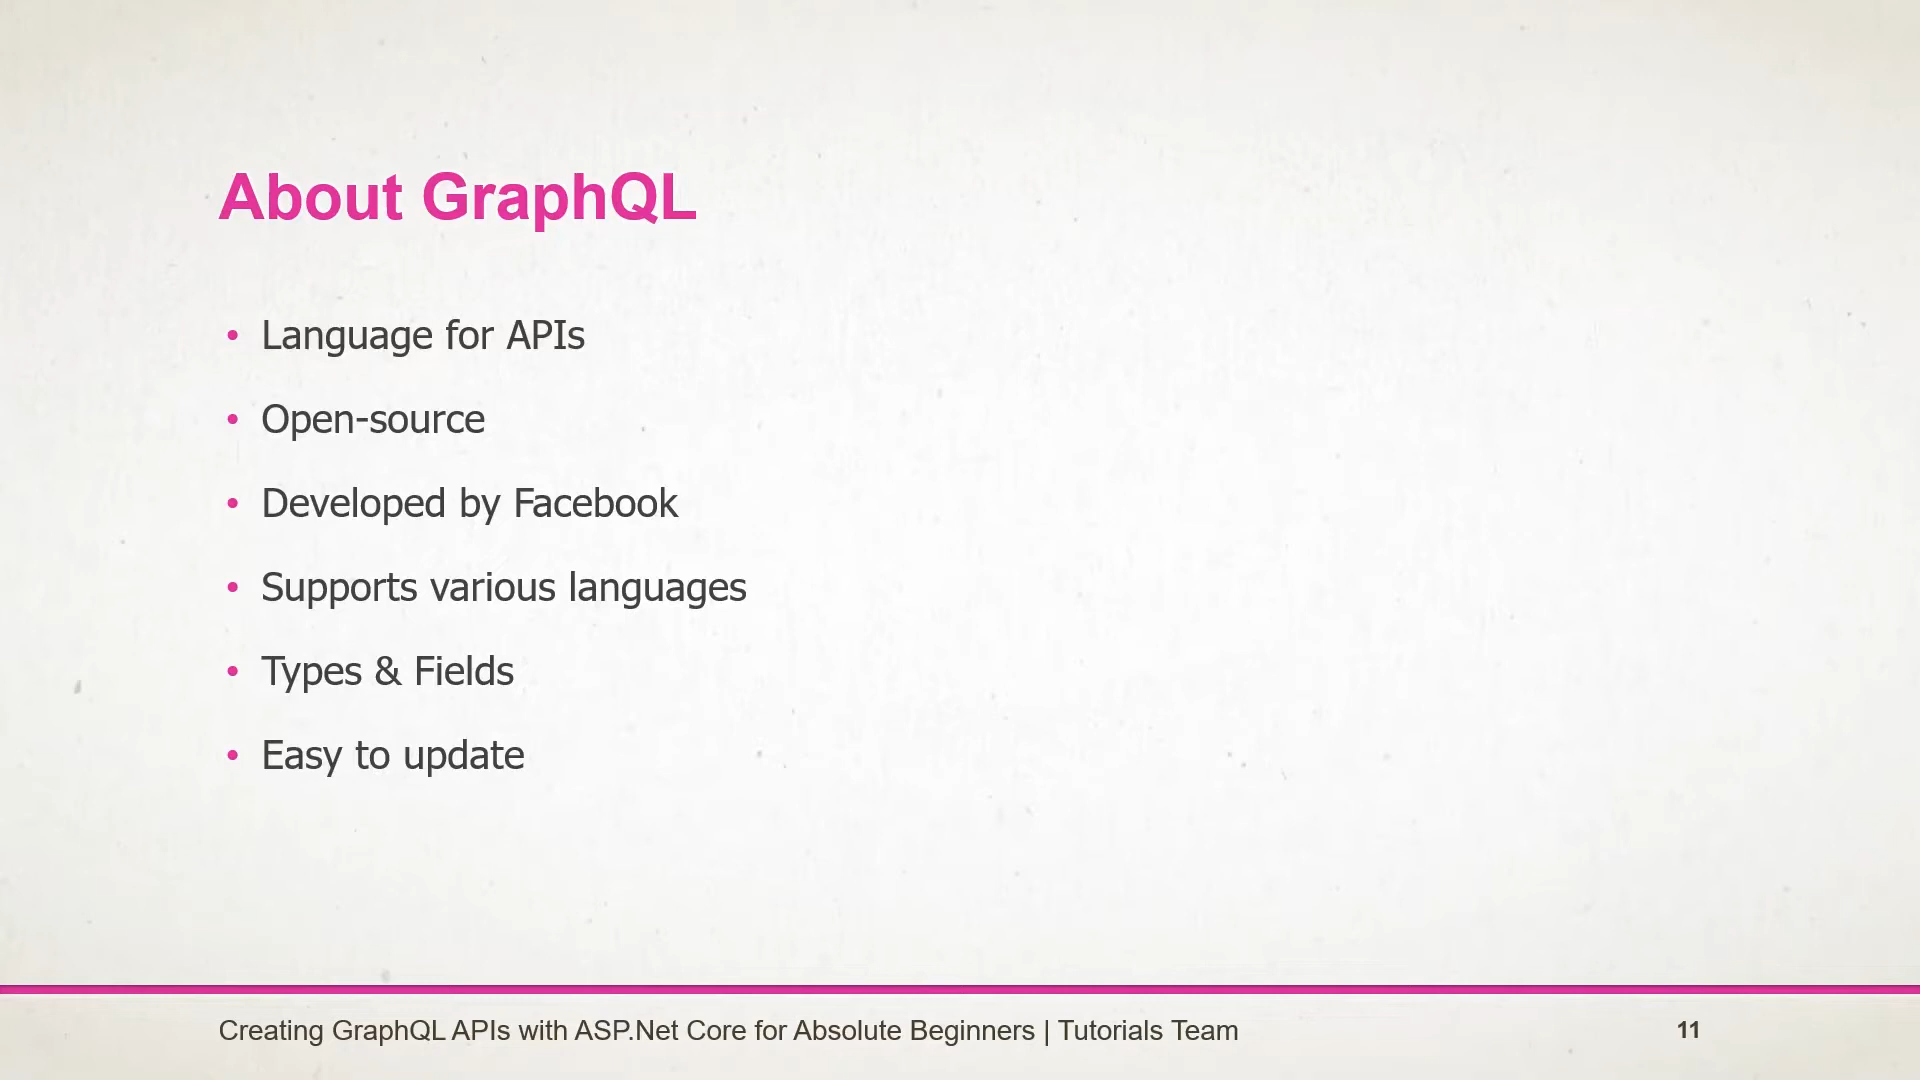 About GraphQL
• Language for APIs
• Open-source
• Developed by Facebook
• Supports various languages
• Types & Fields
• Easy to update
Creating GraphQL APIs with ASP.Net Core for Absolute Beginners | Tutorials Team
11